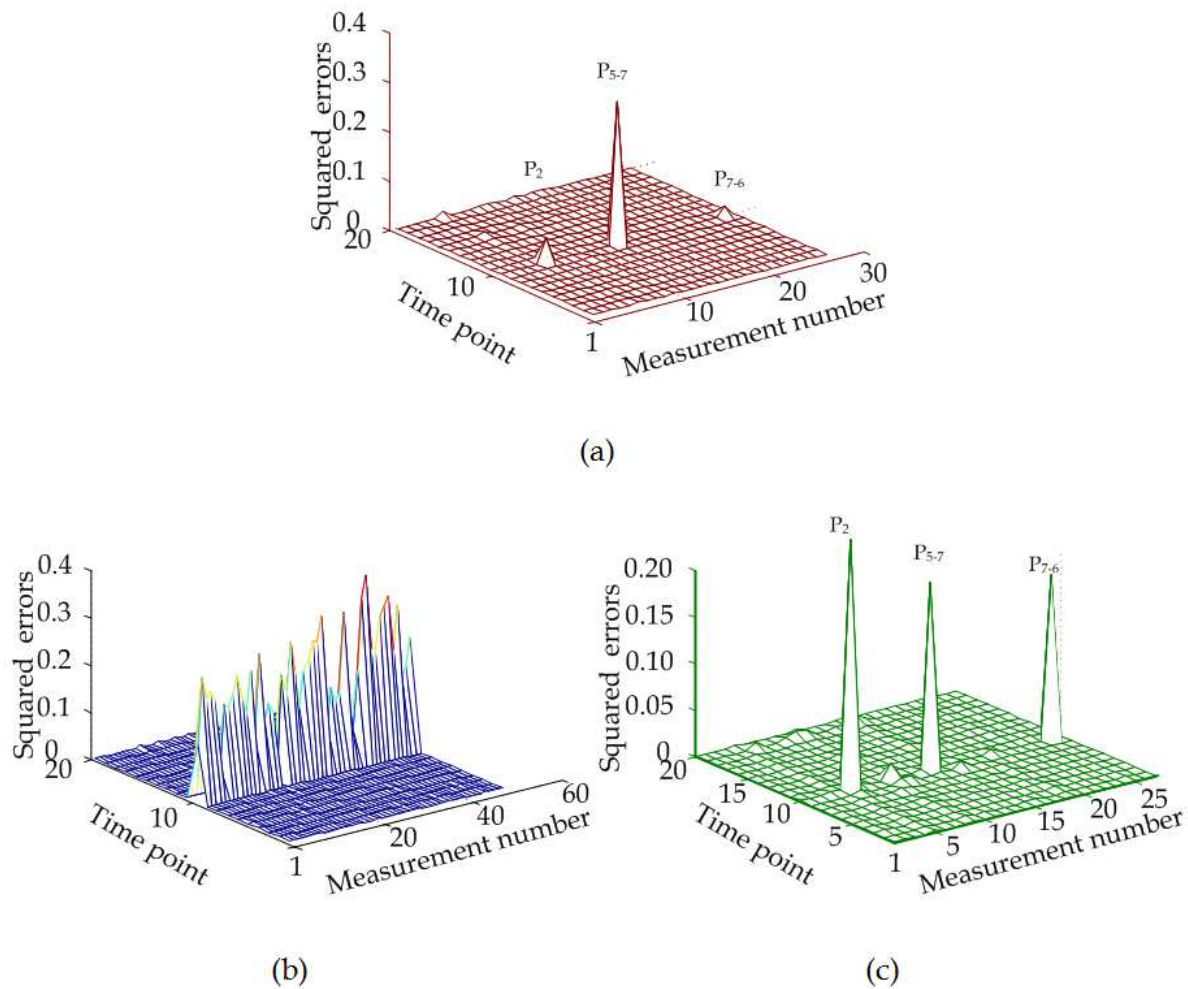 0.4
0.3
0.2
0.1
0
Squared errors
P5-7
P2
P7-6
20
10
1
Time point
10
20
30
Measurement number
(a)
0.4
0.3
0.2
0.1
0
Squared errors
20
10
1
Time point
20
40
60
Measurement number
(b)
P2
P5-7
P7-6
0.20
0.15
0.10
0.05
0
Squared errors
20
15
10
5
1
Time point
5
10
15
20
25
Measurement number
(c)